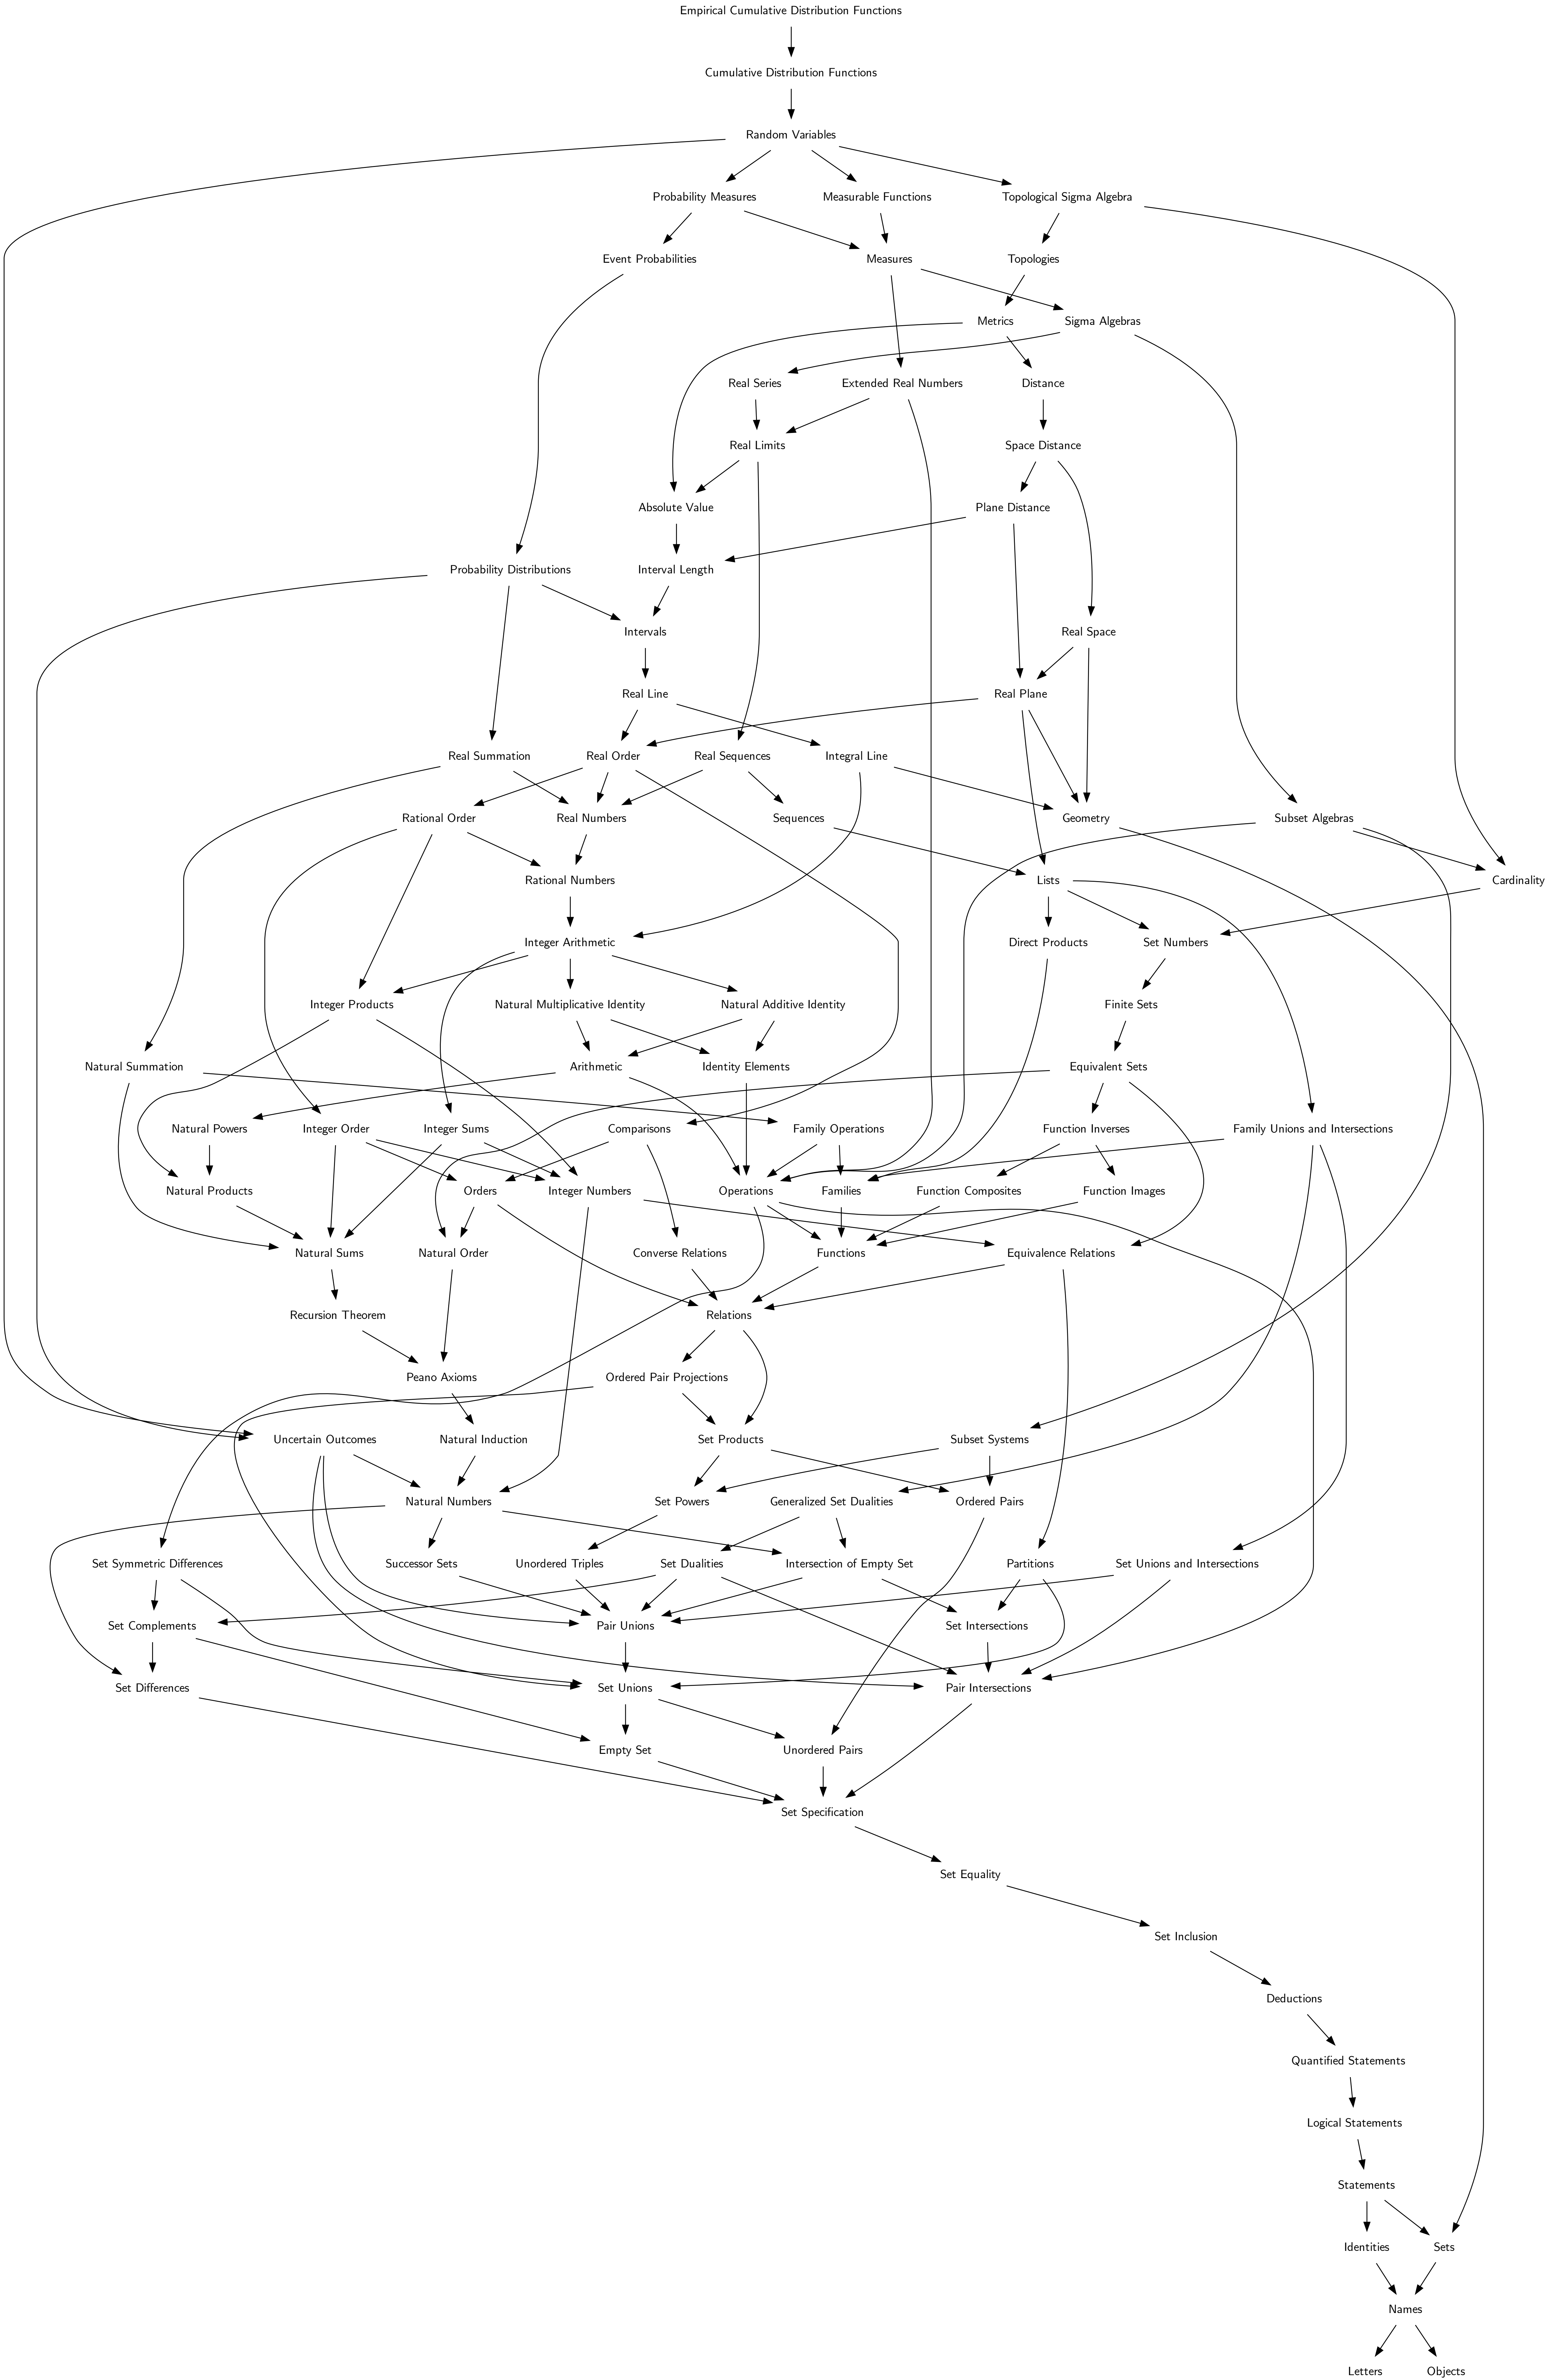 Empirical Cumulative Distribution Functions
Cumulative Distribution Functions
Random Variables
Probability Measures
Measurable Functions
Topological Sigma Algebra
Event Probabilities
Measures
Topologies
Metrics
Sigma Algebras
Real Series
Extended Real Numbers
Distance
Real Limits
Space Distance
Absolute Value
Plane Distance
Probability Distributions
Interval Length
Intervals
Real Space
Real Line
Real Plane
Real Summation
Real Order
Real Sequences
Integral Line
Rational Order
Real Numbers
Sequences
Geometry
Subset Algebras
Rational Numbers
Lists
Cardinality
Integer Arithmetic
Direct Products
Set Numbers
Integer Products
Natural Multiplicative Identity
Natural Additive Identity
Finite Sets
Natural Summation
Arithmetic
Identity Elements
Equivalent Sets
Natural Powers
Integer Order
Integer Sums
Comparisons
Family Operations
Function Inverses
Family Unions and Intersections
Natural Products
Orders
Integer Numbers
Operations
Families
Function Composites
Function Images
Natural Sums
Natural Order
Converse Relations
Functions
Equivalence Relations
Recursion Theorem
Relations
Peano Axioms
Ordered Pair Projections
Uncertain Outcomes
Natural Induction
Set Products
Subset Systems
Natural Numbers
Set Powers
Generalized Set Dualities
Ordered Pairs
Set Symmetric Differences
Successor Sets
Unordered Triples
Set Dualities
Intersection of Empty Set
Partitions
Set Unions and Intersections
Set Complements
Pair Unions
Set Intersections
Set Differences
Set Unions
Pair Intersections
Empty Set
Unordered Pairs
Set Specification
Set Equality
Set Inclusion
Deductions
Quantified Statements
Logical Statements
Statements
Identities
Sets
Names
Letters
Objects